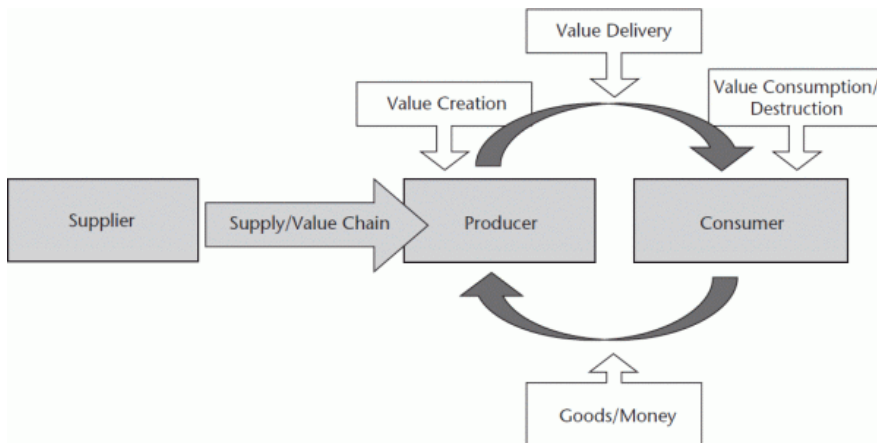 Value Delivery
Value Creation
Value Consumption/
Destruction
Supplier
Supply/Value Chain
Producer
Consumer
Goods/Money